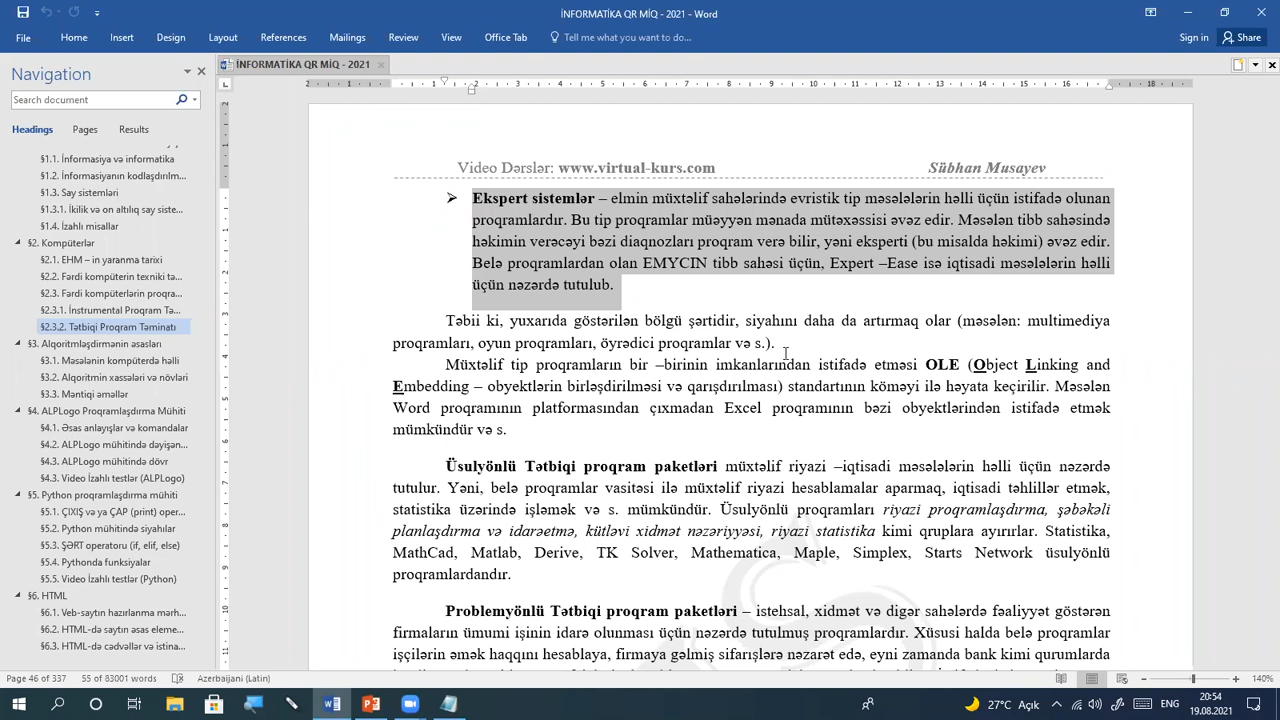 İNFORMATİKA QR MİQ - 2021 - Word
File Home Insert Design Layout References Mailings Review View Office Tab Tell me what you want to do... Sign in Share
İNFORMATİKA QR MİQ - 2021
Navigation
Search document
Headings Pages Results
§1.1. İnformasiya və informatika
§1.2. İnformasiyanın kodlaşdırılm...
§1.3. Say sistemləri
§1.3.1. İkilik və on altılıq say siste...
§1.4. İzahlı misallar
§2. Kompüterlər
§2.1. EHM – in yaranma tarixi
§2.2. Fərdi kompüterin texniki tə...
§2.3. Fərdi kompüterlərin proqra...
§2.3.1. İnstrumental Proqram Tə...
§2.3.2. Tətbiqi Proqram Təminatı
§3. Alqoritmləşdirmənin əsasları
§3.1. Məsələnin kompüterdə həlli
§3.2. Alqoritmin xassələri və növləri
§3.3. Məntiqi əməllər
§4. ALPLogo Proqramlaşdırma Mühiti
§4.1. Əsas anlayışlar və komandalar
§4.2. ALPLogo mühitində dəyişən...
§4.2. ALPLogo mühitində dövr
§4.3. Video İzahlı testlər (ALPLogo)
§5. Python proqramlaşdırma mühiti
§5.1. ÇIXIŞ və ya ÇAP (print) oper...
§5.2. Python mühitində siyahılar
§5.3. ŞƏRT operatoru (if, elif, else)
§5.4. Pythonda funksiyalar
§5.5. Video İzahlı testlər (Python)
§6. HTML
§6.1. Veb-saytın hazırlanma mərh...
§6.2. HTML-də saytın əsas eleme...
§6.3. HTML-də cədvəllər və istina...
Video Dərslər: www.virtual-kurs.com Sübhan Musayev
➢ Ekspert sistemlər – elmin müxtəlif sahələrində evristik tip məsələlərin həlli üçün istifadə olunan
proqramlardır. Bu tip proqramlar müəyyən mənada mütəxəssisi əvəz edir. Məsələn tibb sahəsində
həkimin verəcəyi bəzi diaqnozları proqram verə bilir, yəni eksperti (bu misalda həkimi) əvəz edir.
Belə proqramlardan olan EMYCIN tibb sahəsi üçün, Expert –Ease isə iqtisadi məsələlərin həlli
üçün nəzərdə tutulub.
Təbii ki, yuxarıda göstərilən bölgü şərtidir, siyahını daha da artırmaq olar (məsələn: multimediya
proqramları, oyun proqramları, öyrədici proqramlar və s.).
Müxtəlif tip proqramların bir –birinin imkanlarından istifadə etməsi OLE (Object Linking and
Embedding – obyektlərin birləşdirilməsi və qarışdırılması) standartının köməyi ilə həyata keçirilir. Məsələn
Word proqramının platformasından çıxmadan Excel proqramının bəzi obyektlərindən istifadə etmək
mümkündür və s.
Üsulyönlü Tətbiqi proqram paketləri müxtəlif riyazi –iqtisadi məsələlərin həlli üçün nəzərdə
tutulur. Yəni, belə proqramlar vasitəsi ilə müxtəlif riyazi hesablamalar aparmaq, iqtisadi təhlillər etmək,
statistika üzərində işləmək və s. mümkündür. Üsulyönlü proqramları riyazi proqramlaşdırma, şəbəkəli
planlaşdırma və idarəetmə, kütləvi xidmət nəzəriyyəsi, riyazi statistika kimi qruplara ayırırlar. Statistika,
MathCad, Matlab, Derive, TK Solver, Mathematica, Maple, Simplex, Starts Network üsulyönlü
proqramlardandır.
Problemyönlü Tətbiqi proqram paketləri – istehsal, xidmət və digər sahələrdə fəaliyyət göstərən
firmaların ümumi işinin idarə olunması üçün nəzərdə tutulmuş proqramlardır. Xüsusi halda belə proqramlar
işçilərin əmək haqqını hesablaya, firmaya gəlmiş sifarişlərə nəzarət edə, eyni zamanda bank kimi qurumlarda
Page 46 of 337 55 of 83001 words Azerbaijani (Latin) 140%
27°C Açık ENG 20:54
19.08.2021